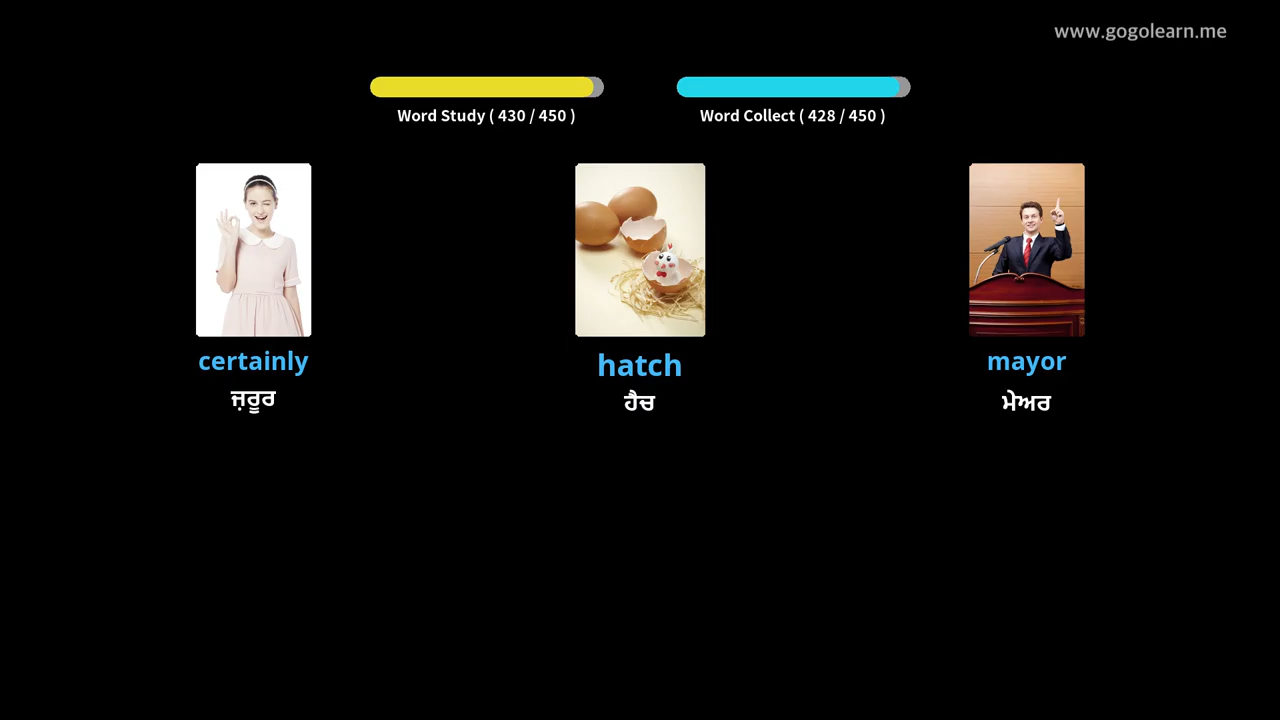 www.gogolearn.me
Word Study ( 430 / 450 )
Word Collect ( 428 / 450 )
certainly
hatch
mayor
ਜ਼ਰੂਰ
ਹੈਚ
ਮੇਅਰ